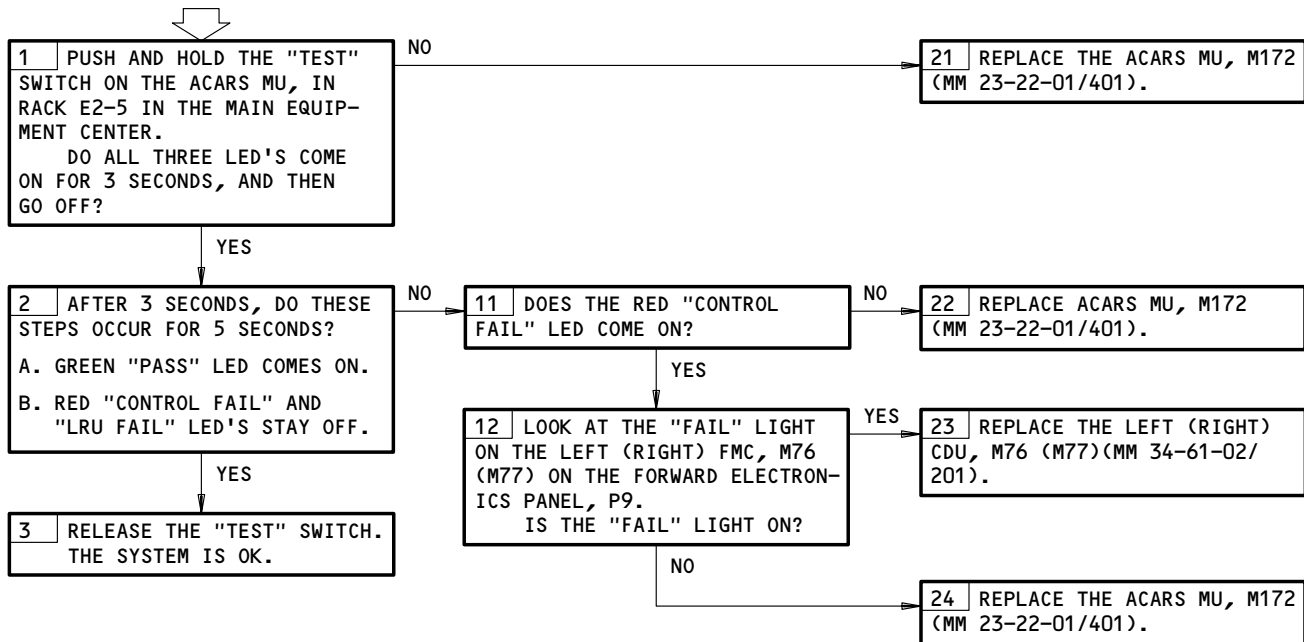 1 PUSH AND HOLD THE "TEST"
SWITCH ON THE ACARS MU, IN
RACK E2-5 IN THE MAIN EQUIP-
MENT CENTER.
DO ALL THREE LED'S COME
ON FOR 3 SECONDS, AND THEN
GO OFF?
NO
21 REPLACE THE ACARS MU, M172
(MM 23-22-01/401).
YES
2 AFTER 3 SECONDS, DO THESE
STEPS OCCUR FOR 5 SECONDS?
A. GREEN "PASS" LED COMES ON.
B. RED "CONTROL FAIL" AND
"LRU FAIL" LED'S STAY OFF.
NO
11 DOES THE RED "CONTROL
FAIL" LED COME ON?
NO
22 REPLACE ACARS MU, M172
(MM 23-22-01/401).
YES
12 LOOK AT THE "FAIL" LIGHT
ON THE LEFT (RIGHT) FMC, M76
(M77) ON THE FORWARD ELECTRON-
ICS PANEL, P9.
IS THE "FAIL" LIGHT ON?
YES
23 REPLACE THE LEFT (RIGHT)
CDU, M76 (M77)(MM 34-61-02/
201).
YES
3 RELEASE THE "TEST" SWITCH.
THE SYSTEM IS OK.
NO
24 REPLACE THE ACARS MU, M172
(MM 23-22-01/401).